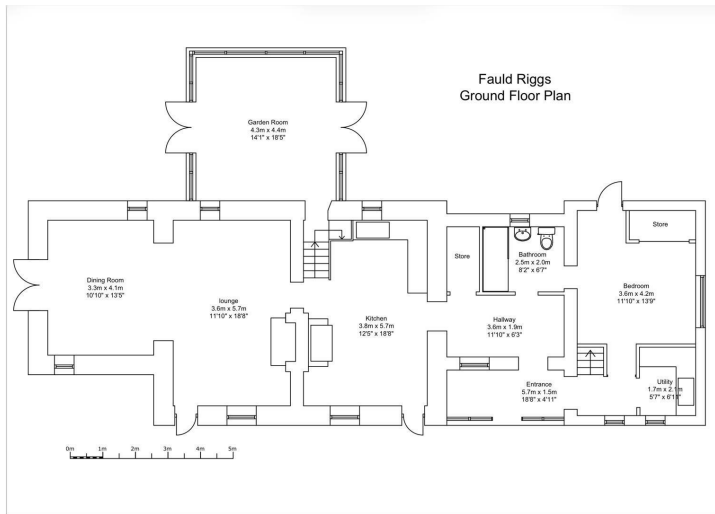 Fauld Riggs
Ground Floor Plan
Garden Room
4.3m x 4.4m
14'1" x 18'5"
Dining Room
3.3m x 4.1m
10'10" x 13'5"
lounge
3.6m x 5.7m
11'10" x 18'8"
Kitchen
3.8m x 5.7m
12'5" x 18'8"
Store
Bathroom
2.5m x 2.0m
8'2" x 6'7"
Hallway
3.6m x 1.9m
11'10" x 6'3"
Entrance
5.7m x 1.5m
18'8" x 4'11"
Store
Bedroom
3.6m x 4.2m
11'10" x 13'9"
Utility
1.7m x 2.1m
5'7" x 6'11"
0m 1m 2m 3m 4m 5m